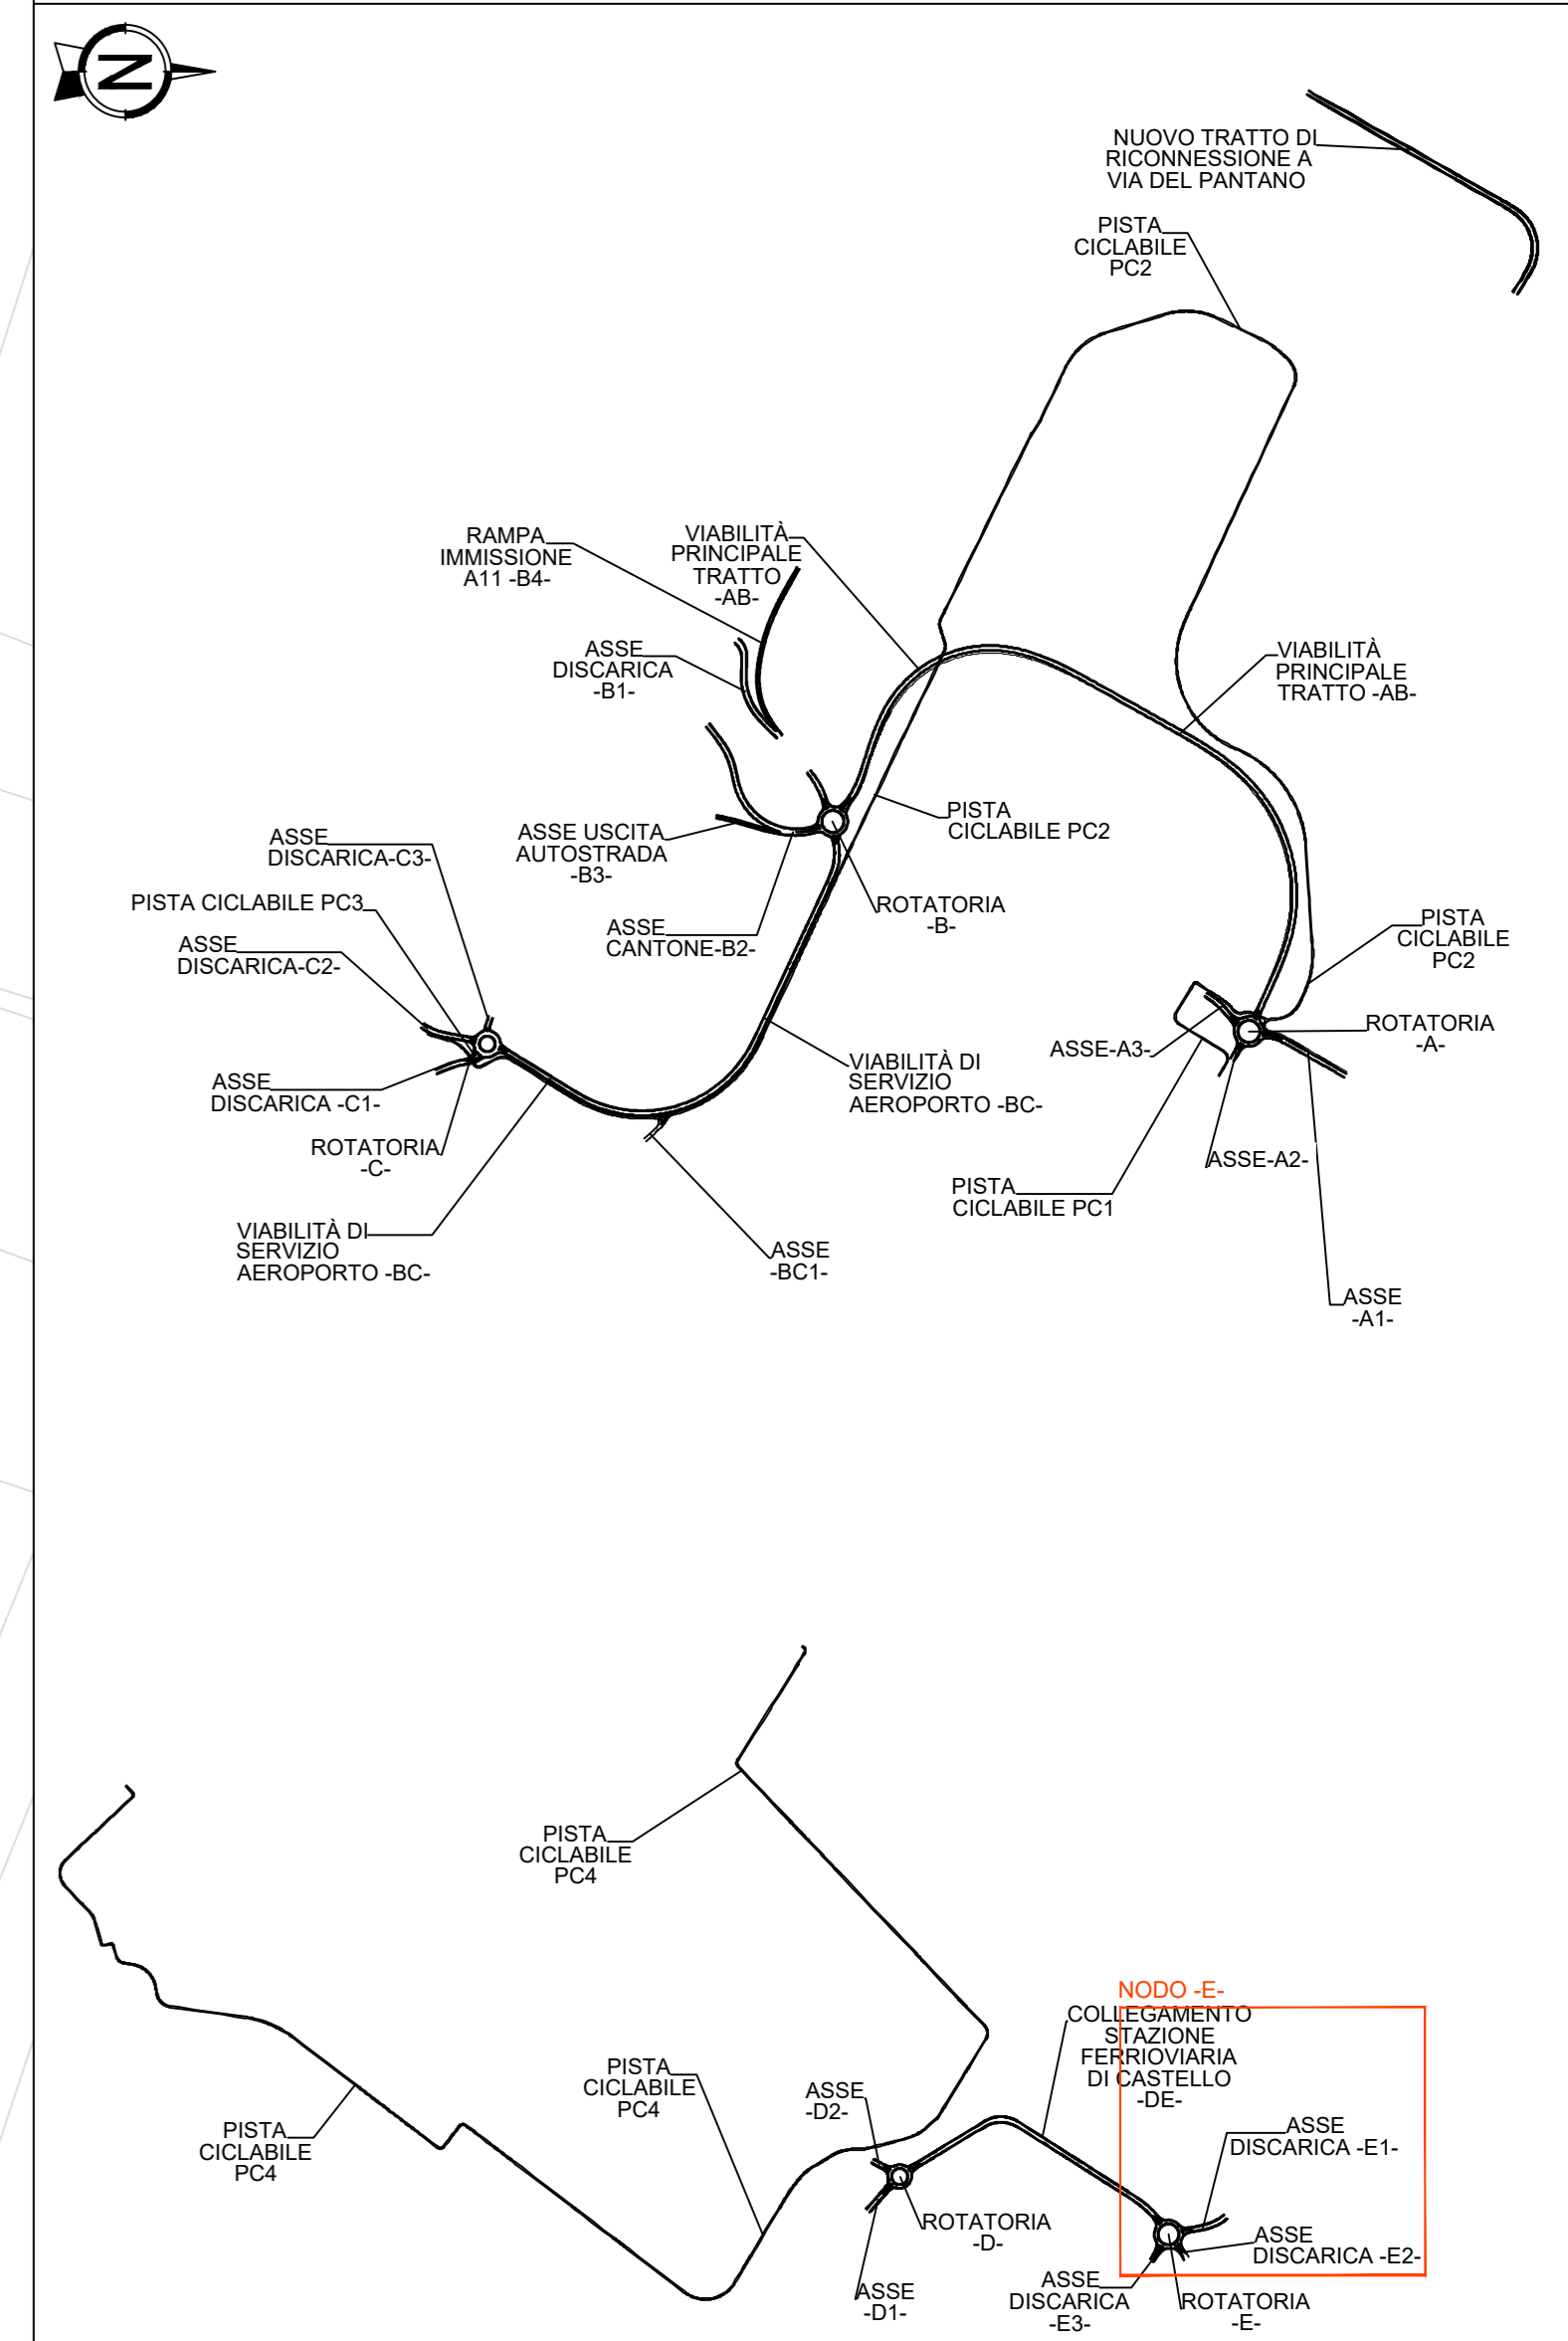 N
NUOVO TRATTO DI
RICONNESSIONE A
VIA DEL PANTANO
PISTA
CICLABILE
PC2
RAMPA
IMMISSIONE
A11 -B4-
VIABILITÀ
PRINCIPALE
TRATTO
-AB-
ASSE
DISCARICA
-B1-
VIABILITÀ
PRINCIPALE
TRATTO -AB-
PISTA
CICLABILE PC2
ASSE USCITA
AUTOSTRADA
-B3-
ASSE
DISCARICA-C3-
PISTA CICLABILE PC3
ROTATORIA
-B-
ASSE
CANTONE-B2-
PISTA
CICLABILE
PC2
ASSE
DISCARICA-C2-
ROTATORIA
-A-
ASSE-A3-
VIABILITÀ DI
SERVIZIO
AEROPORTO -BC-
ASSE
DISCARICA -C1-
ROTATORIA
-C-
ASSE-A2-
PISTA
CICLABILE PC1
VIABILITÀ DI
SERVIZIO
AEROPORTO -BC-
ASSE
-BC1-
ASSE
-A1-
PISTA
CICLABILE
PC4
NODO -E-
COLLEGAMENTO
STAZIONE
FERRIOVIARIA
DI CASTELLO
-DE-
PISTA
CICLABILE
PC4
ASSE
-D2-
PISTA
CICLABILE
PC4
ASSE
DISCARICA -E1-
ROTATORIA
-D-
ASSE
DISCARICA -E2-
ASSE
-D1-
ASSE
DISCARICA
-E3-
ROTATORIA
-E-